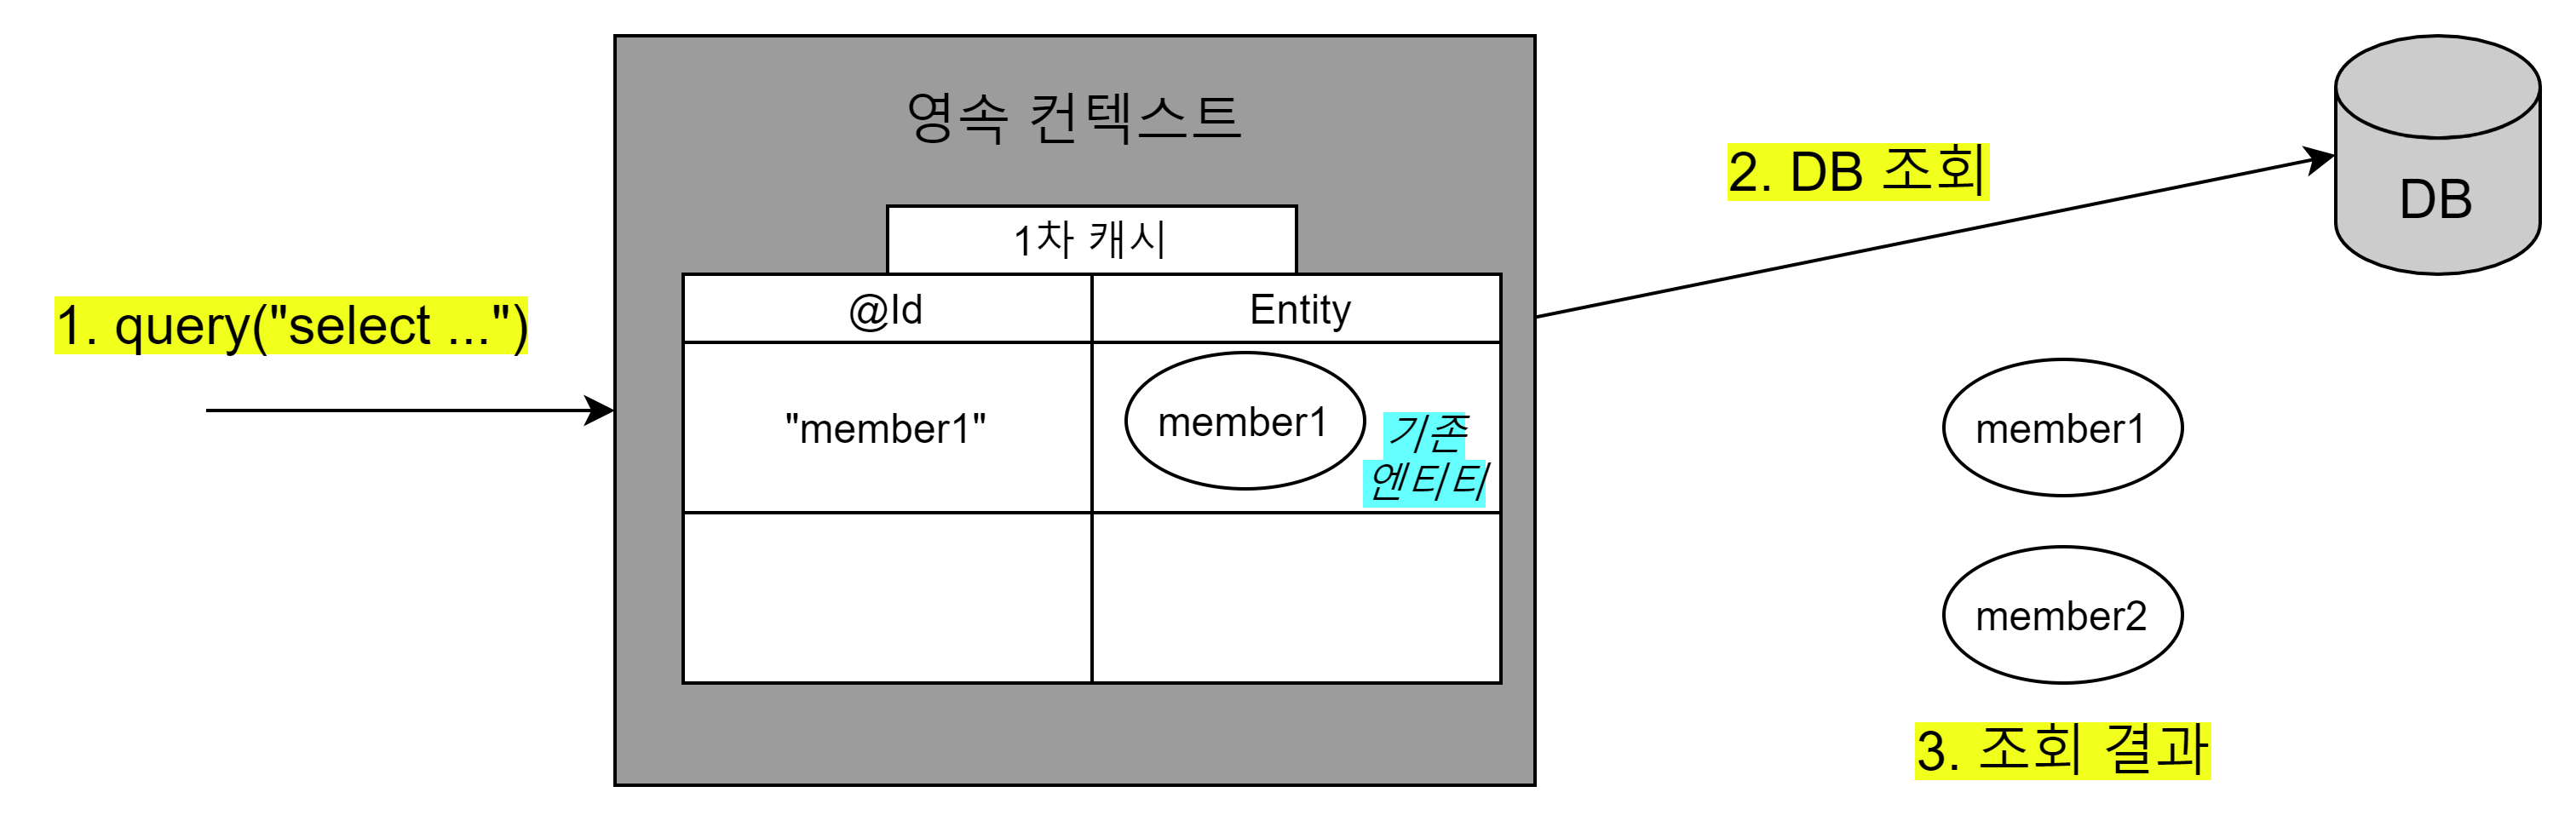 영속 컨텍스트
1차 캐시
1. query("select ...")
@Id
Entity
"member1"
member1
기존
엔티티
2. DB 조회
DB
member1
member2
3. 조회 결과